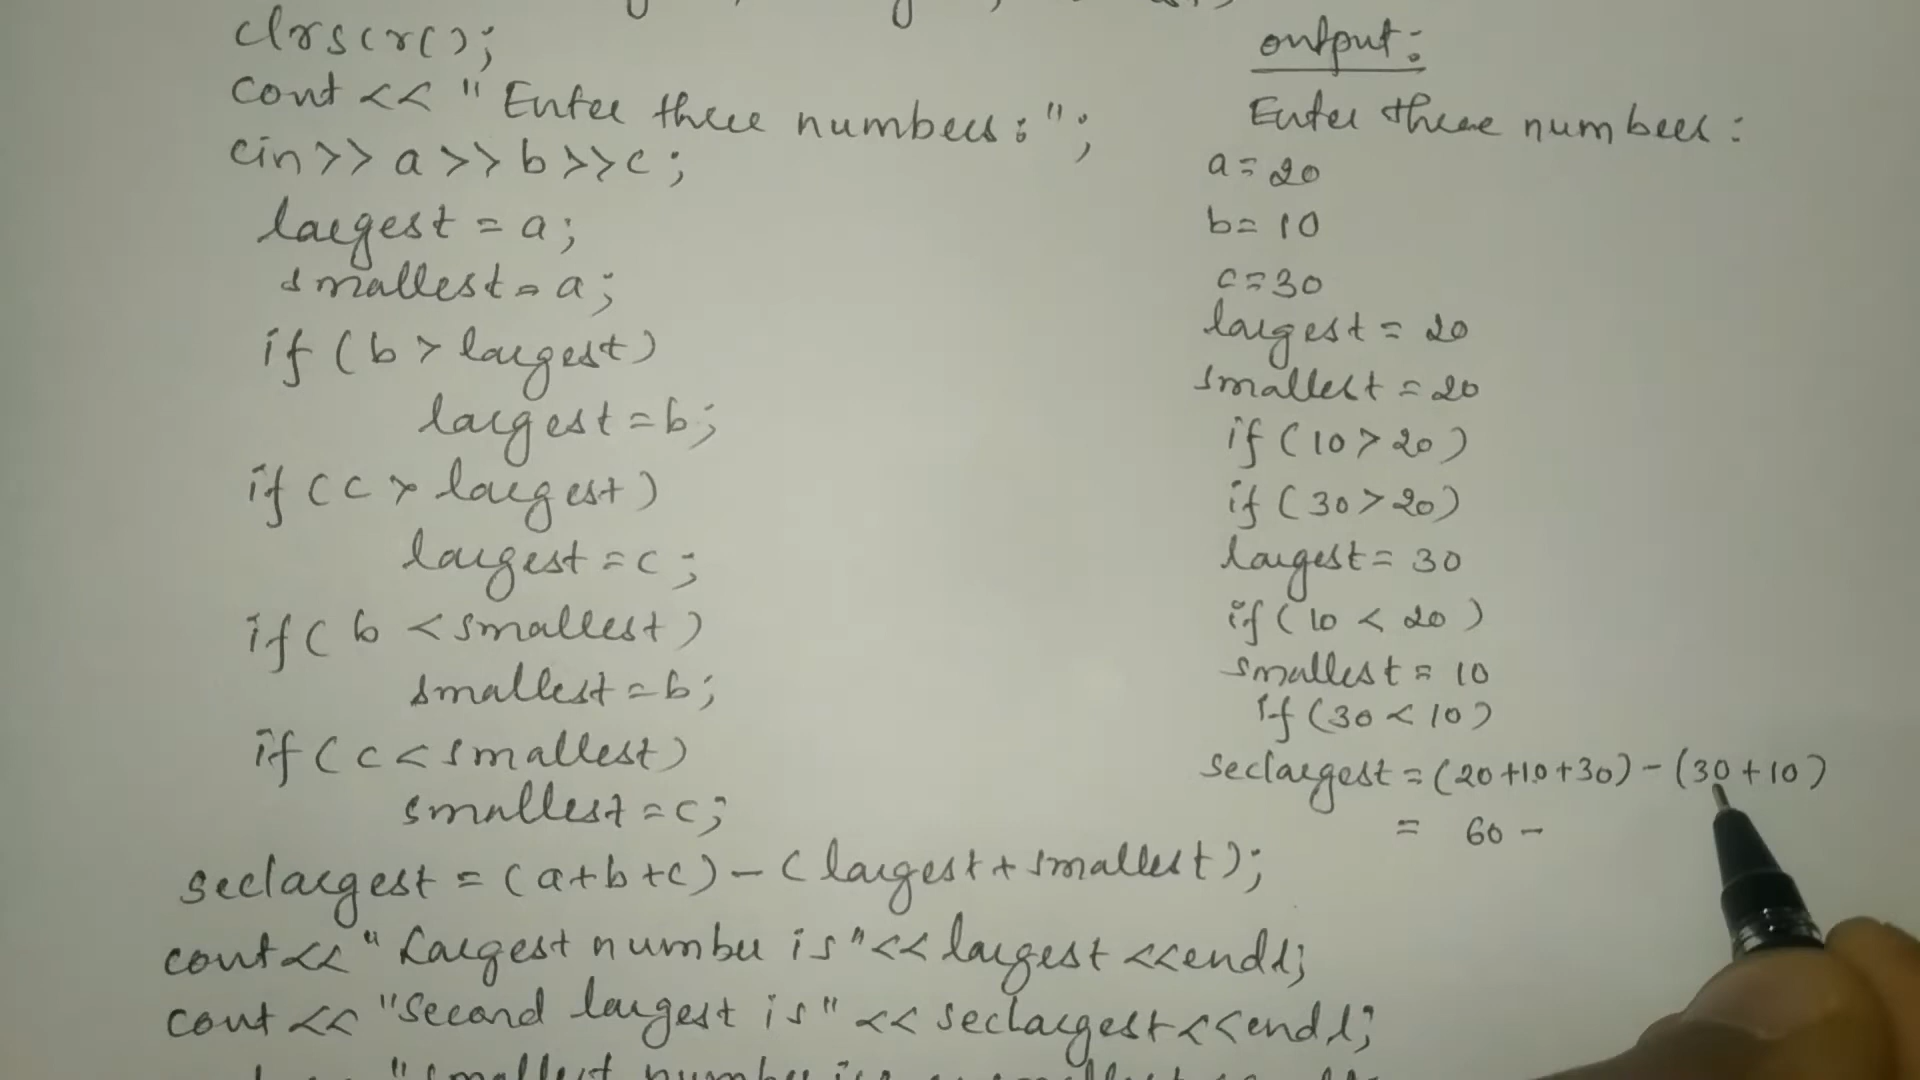 clrscr();
cout << "Enter three numbers:";
cin>> a>>b>>c;
largest = a;
smallest = a;
if (b > largest)
largest = b;
if (c > largest)
largest = c;
if (b < smallest)
smallest = b;
if (c < smallest)
smallest = c;
seclargest = (a+b+c) - (largest + smallest);
cout<< "Largest number is"<< largest <<endl;
cout << "Second largest is" << seclargest <<endl;
"smallest number is
output:
Enter three numbers:
a = 20
b = 10
c = 30
largest = 20
smallest = 20
if (10 > 20)
if (30 > 20)
largest = 30
if (10 < 20)
smallest = 10
if (30 < 10)
seclargest = (20+10+30) - (30+10)
= 60 -